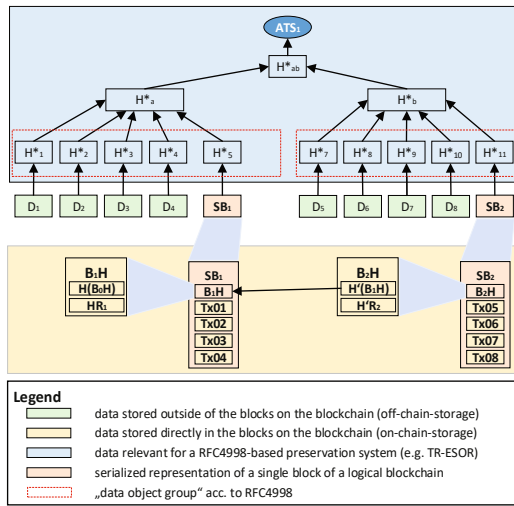 ATS₁
H*ab
H*a H*b
H*₁ H*₂ H*₃ H*₄ H*₅ H*₇ H*₈ H*₉ H*₁₀ H*₁₁
D₁ D₂ D₃ D₄ SB₁ D₅ D₆ D₇ D₈ SB₂
B₁H SB₁ B₂H SB₂
H(B₀H) B₁H H‘(B₁H) B₂H
HR₁ Tx01 H‘R₂ Tx05
Tx02 Tx06
Tx03 Tx07
Tx04 Tx08
Legend
data stored outside of the blocks on the blockchain (off-chain-storage)
data stored directly in the blocks on the blockchain (on-chain-storage)
data relevant for a RFC4998-based preservation system (e.g. TR-ESOR)
serialized representation of a single block of a logical blockchain
„data object group“ acc. to RFC4998